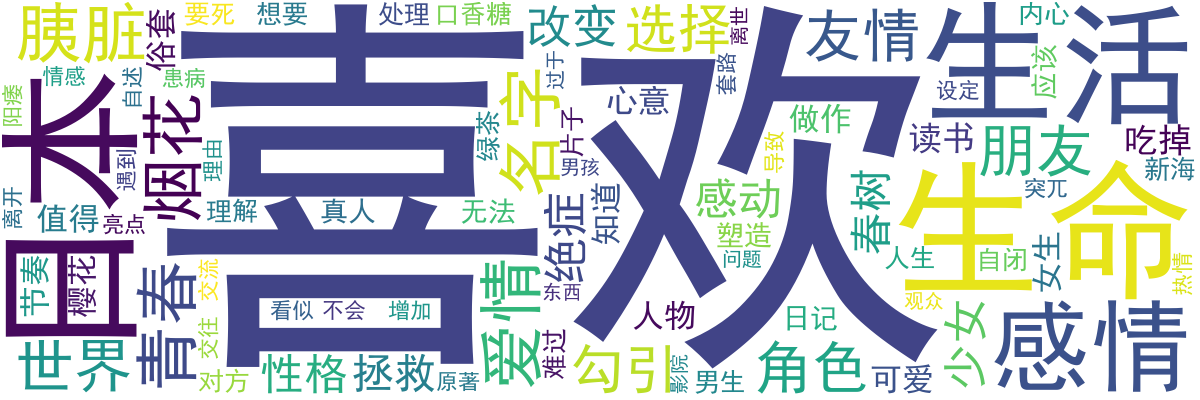 胰脏
俗套
要死
想要
处理
口香糖
改变
选择
离世
友情
生活
内心
情感
自述
患病
阳痿
日本
烟花
喜欢
名字
过于
片子
心意
套路
应该
设定
绿茶
男孩
做作
导致
读书
朋友
吃掉
新海
遇到
理由
离开
值得
亮点
理解
真人
无法
绝症
知道
感动
塑造
问题
春树
生命
突兀
女生
人生
自闭
热情
节奏
樱花
青春
交流
看似
不会
增加
爱情
东西
人物
日记
观众
少女
感情
世界
交往
对方
性格
拯救
原著
难过
勾引
影院
男生
角色
可爱